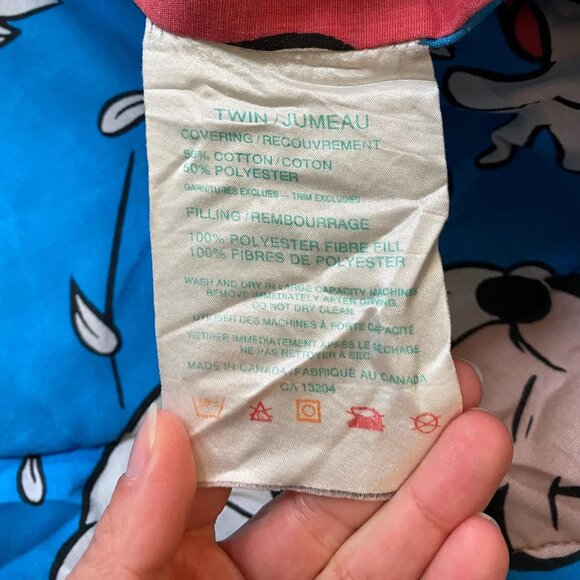 TWIN / JUMEAU
COVERING / RECOUVREMENT
50% COTTON / COTON
50% POLYESTER
GARNITURES EXCLUES — TRIM EXCLUDED
FILLING / REMBOURRAGE
100% POLYESTER FIBRE FILL
100% FIBRES DE POLYESTER
WASH AND DRY IN LARGE CAPACITY MACHINES
REMOVE IMMEDIATELY AFTER DRYING
DO NOT DRY CLEAN.
UTILISER DES MACHINES À FORTE CAPACITÉ
RETIRER IMMÉDIATEMENT APRÈS LE SÉCHAGE
NE PAS NETTOYER À SEC.
MADE IN CANADA / FABRIQUÉ AU CANADA
CA 13204